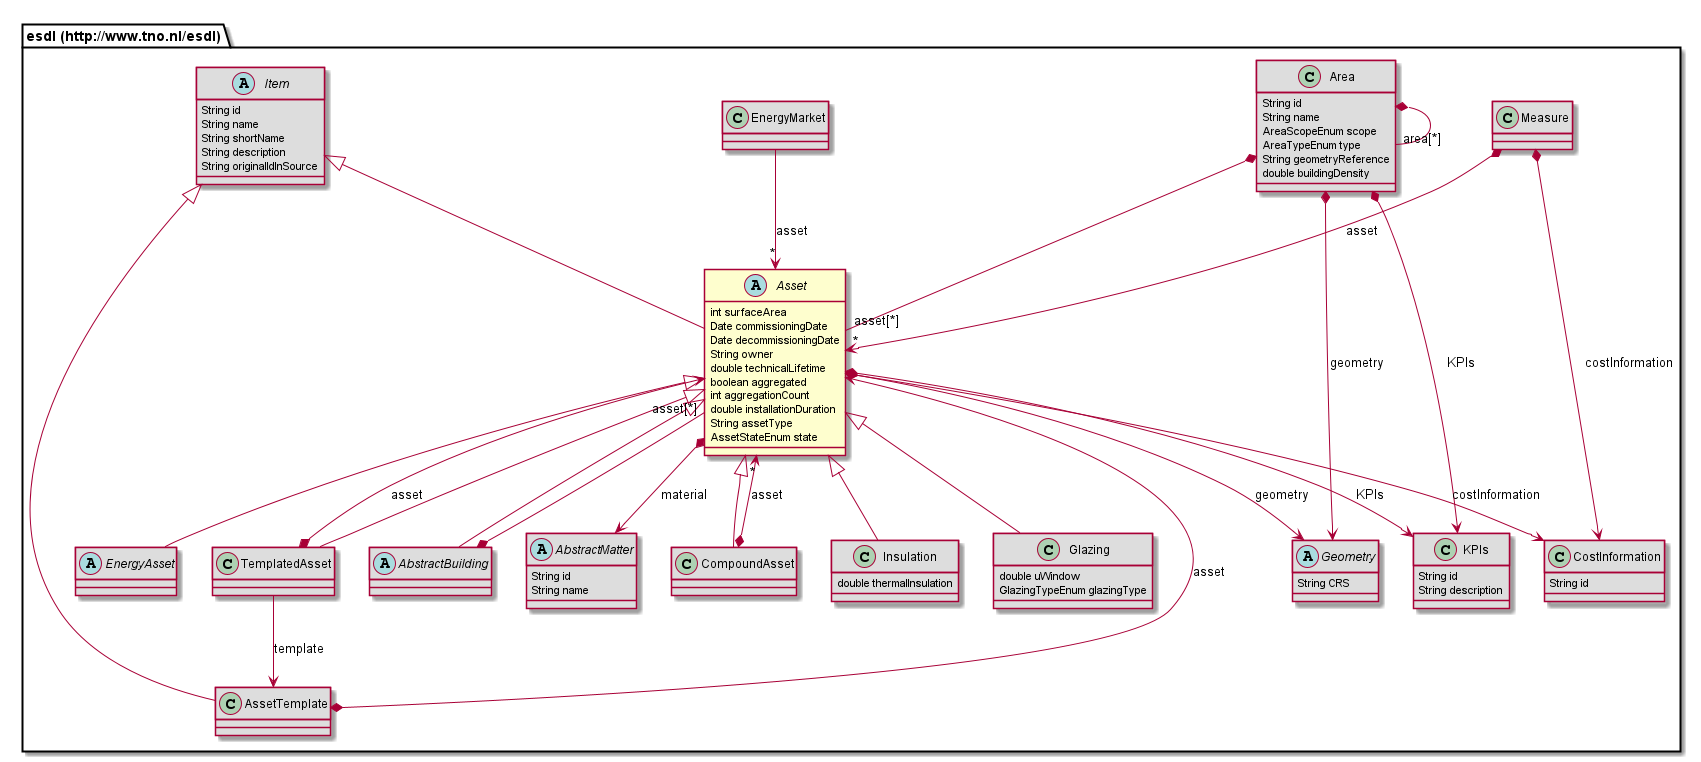 esdl (http://www.tno.nl/esdl)
A Item
String id
String name
String shortName
String description
String originalIdInSource
C EnergyMarket
C Area
String id
String name
AreaScopeEnum scope
AreaTypeEnum type
String geometryReference
double buildingDensity
area[*]
C Measure
asset
*
asset
A Asset
int surfaceArea
Date commissioningDate
Date decommissioningDate
String owner
double technicalLifetime
boolean aggregated
int aggregationCount
double installationDuration
String assetType
AssetStateEnum state
asset[*]
*
geometry
KPIs
costInformation
asset[*]
asset
material
*
asset
geometry
KPIs
costInformation
A EnergyAsset
C TemplatedAsset
A AbstractBuilding
A AbstractMatter
String id
String name
C CompoundAsset
C Insulation
double thermalInsulation
C Glazing
double uWindow
GlazingTypeEnum glazingType
asset
A Geometry
String CRS
C KPIs
String id
String description
C CostInformation
String id
template
C AssetTemplate